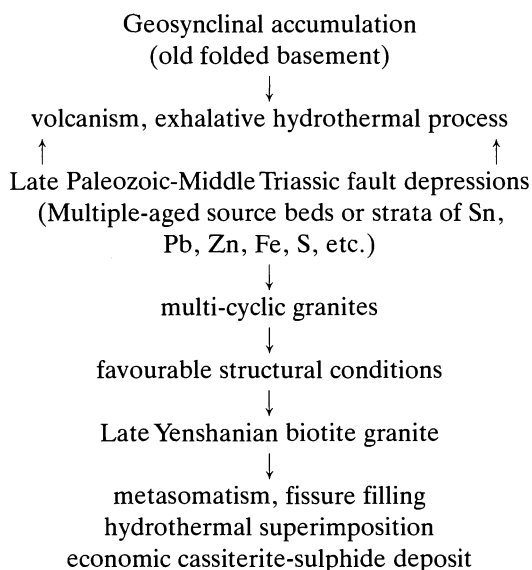 Geosynclinal accumulation
(old folded basement)
↓
volcanism, exhalative hydrothermal process
↑ ↑
Late Paleozoic-Middle Triassic fault depressions
(Multiple-aged source beds or strata of Sn,
Pb, Zn, Fe, S, etc.)
↓
multi-cyclic granites
↓
favourable structural conditions
↓
Late Yenshanian biotite granite
↓
metasomatism, fissure filling
hydrothermal superimposition
economic cassiterite-sulphide deposit